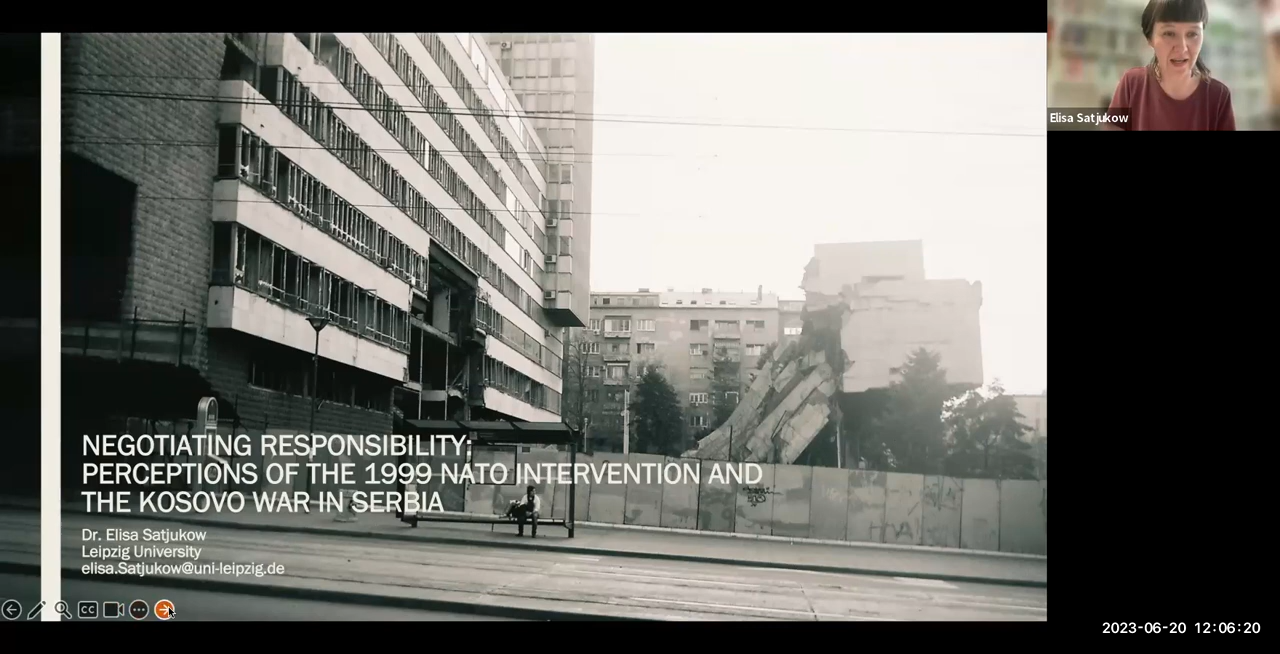 NEGOTIATING RESPONSIBILITY:
PERCEPTIONS OF THE 1999 NATO INTERVENTION AND
THE KOSOVO WAR IN SERBIA
Dr. Elisa Satjukow
Leipzig University
elisa.Satjukow@uni-leipzig.de
CC
Elisa Satjukow
2023-06-20 12:06:20